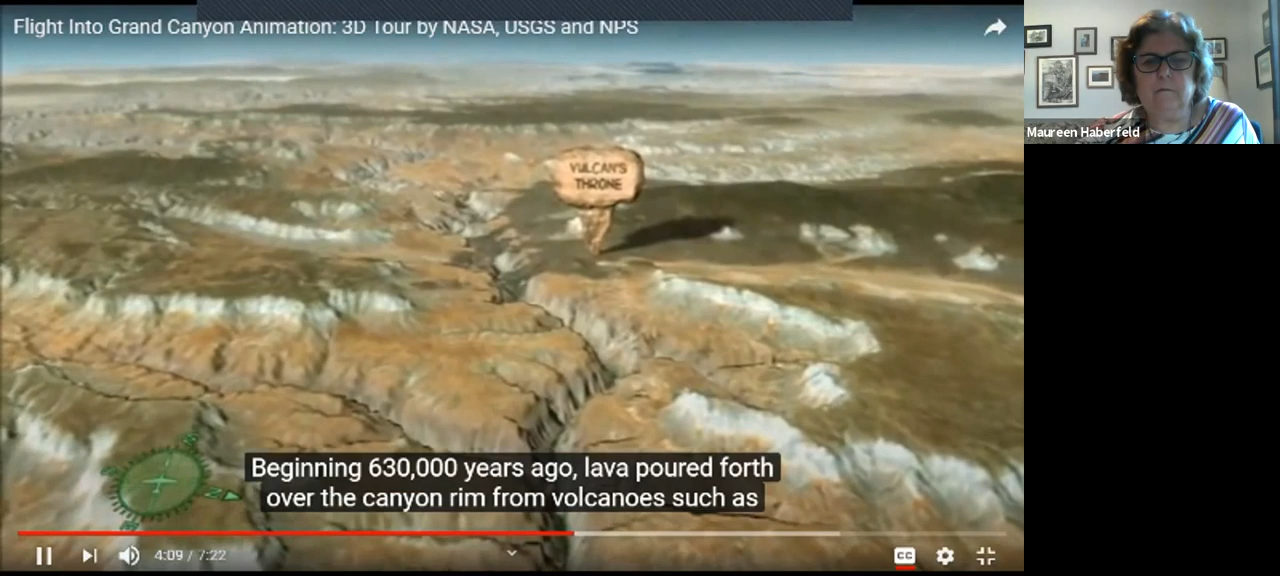 Flight Into Grand Canyon Animation: 3D Tour by NASA, USGS and NPS
Maureen Haberfeld
VULCAN'S
THRONE
Beginning 630,000 years ago, lava poured forth
over the canyon rim from volcanoes such as
4:09 / 7:22
CC